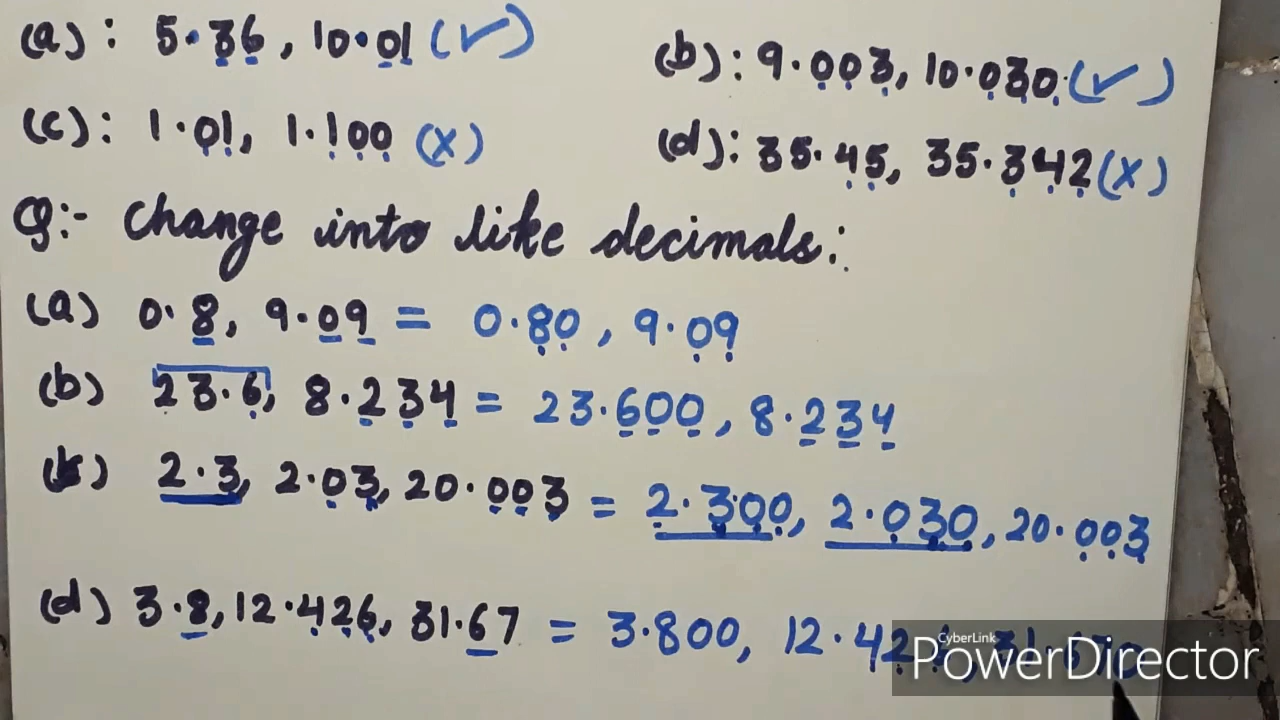 (a): 5.36, 10.01 (✓)
(b): 9.003, 10.030 (✓)
(c): 1.01, 1.100 (x)
(d): 35.45, 35.342 (x)
Q:- Change into like decimals:
(a) 0.8, 9.09 = 0.80, 9.09
(b) 23.6, 8.234 = 23.600, 8.234
(c) 2.3, 2.03, 20.003 = 2.300, 2.030, 20.003
(d) 3.8, 12.426, 31.67 = 3.800, 12.42 31.670
CyberLink
PowerDirector